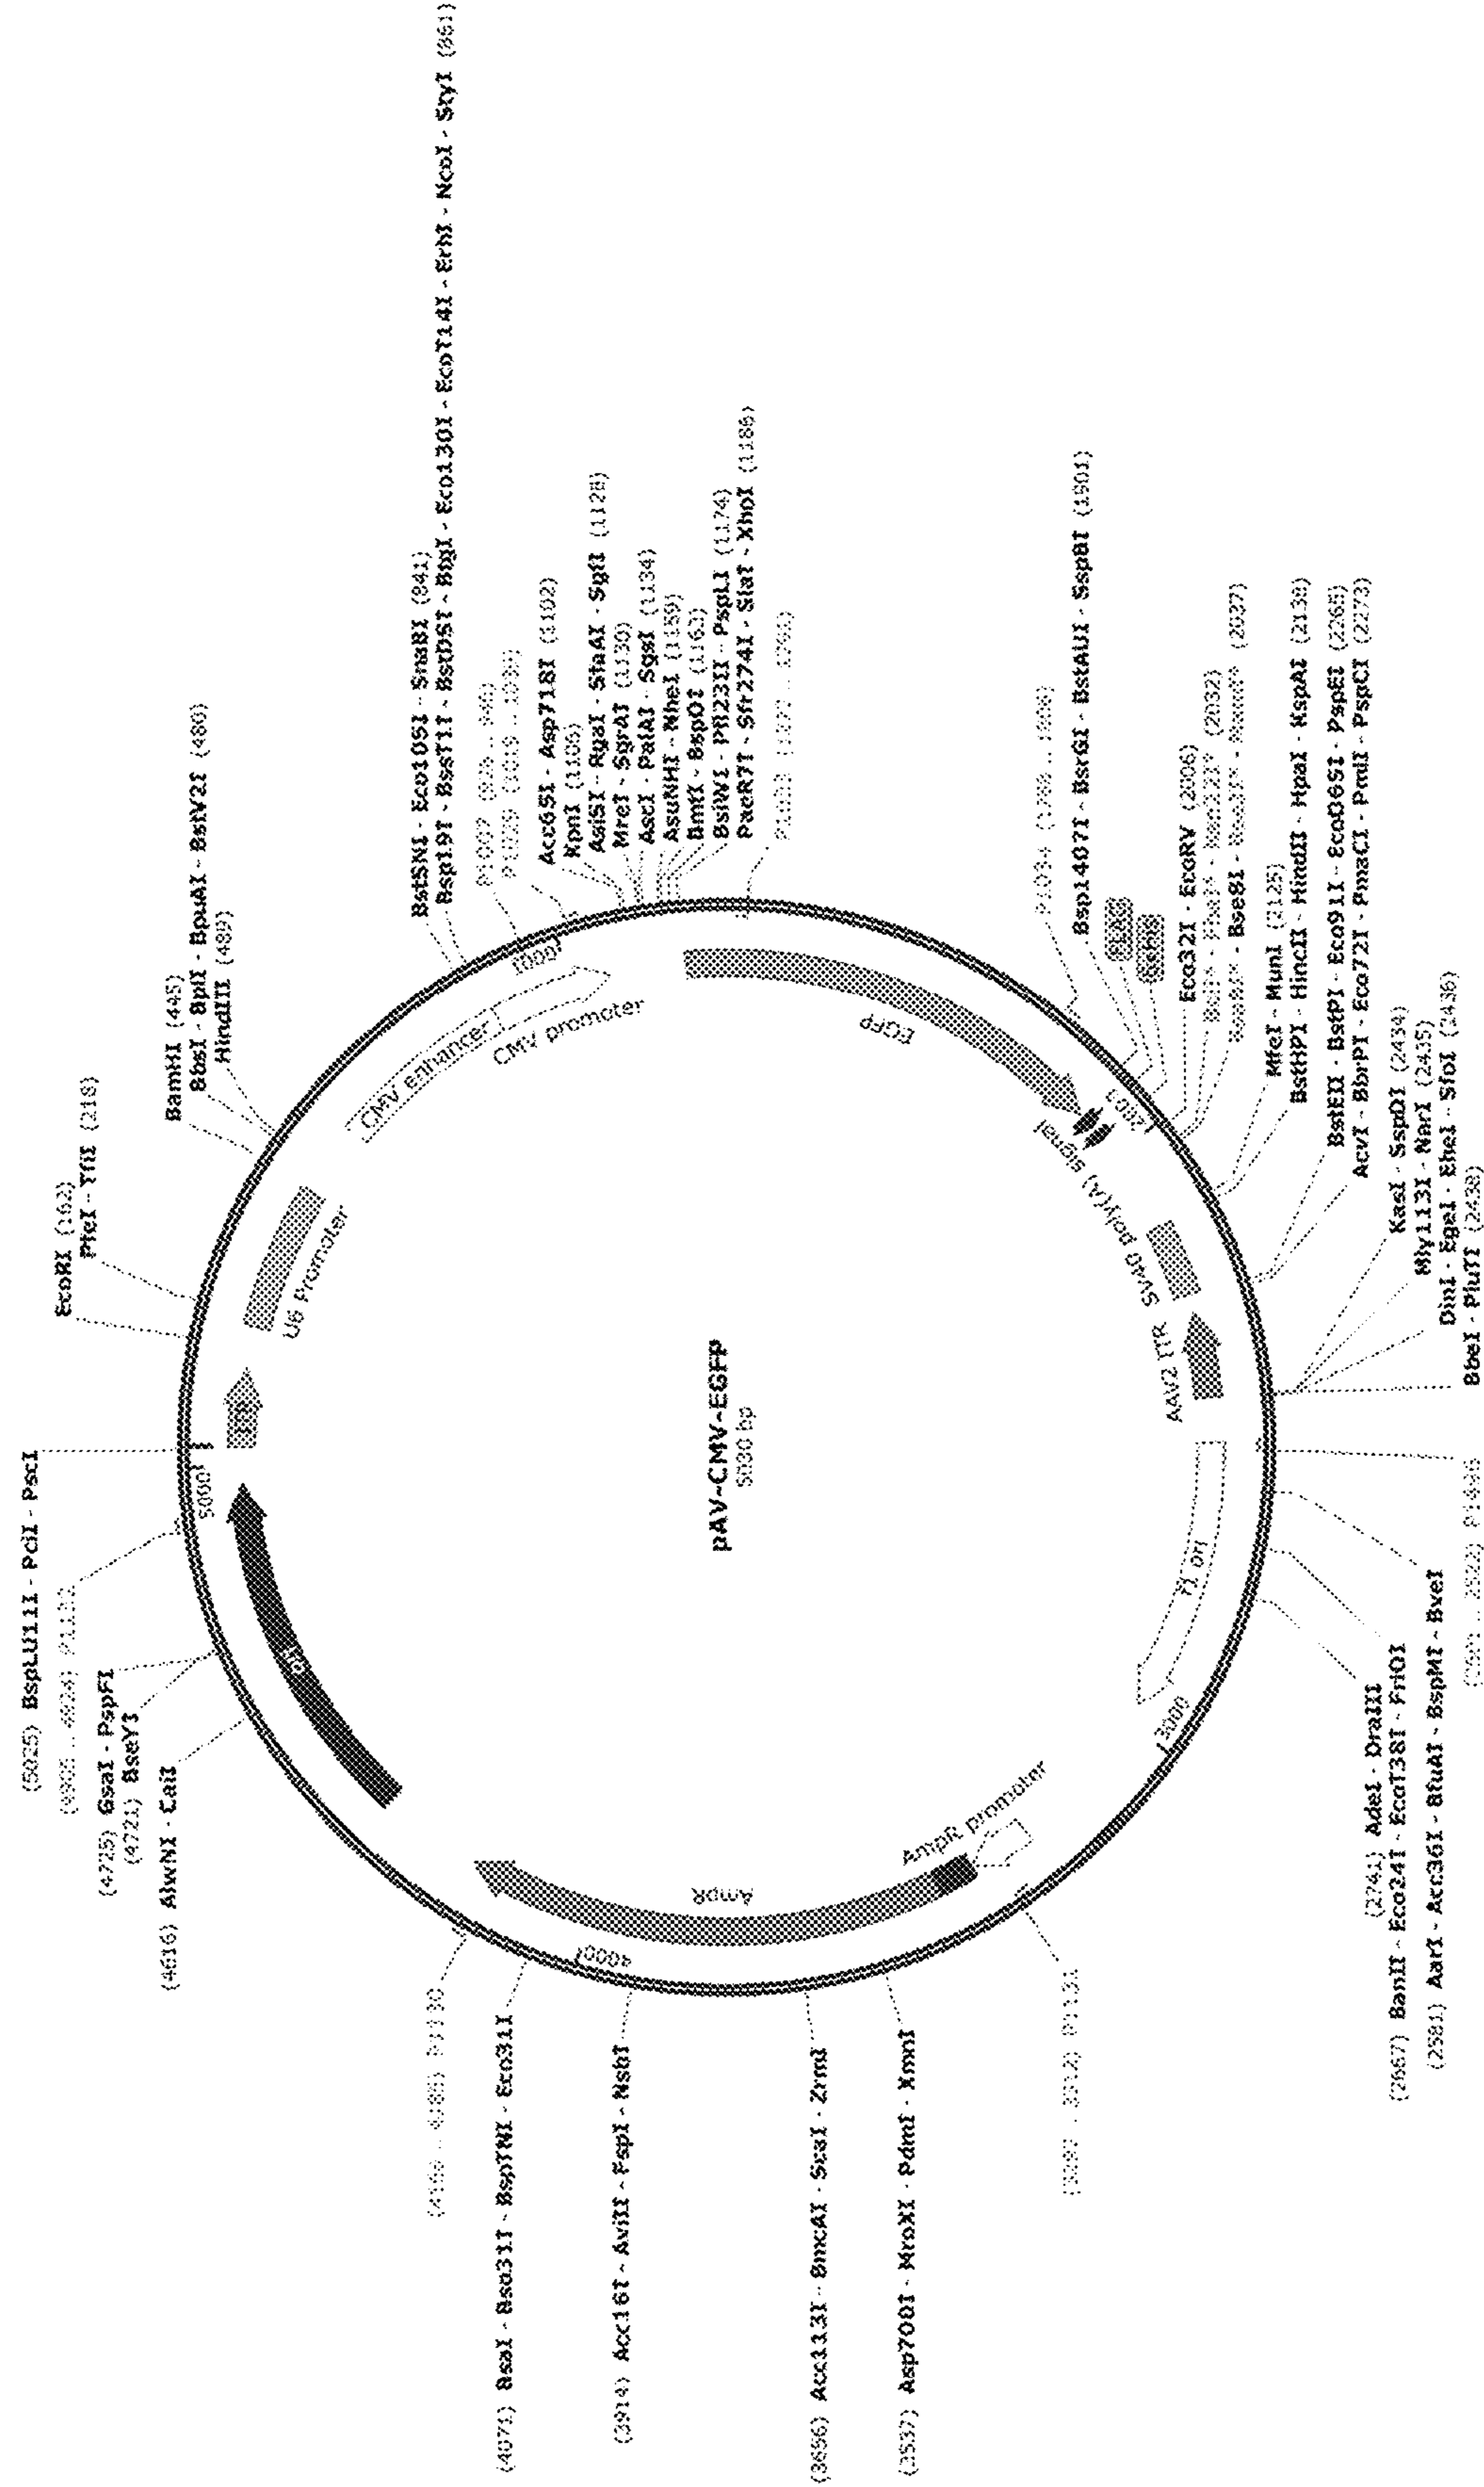 (5025) BspLU11I - PciI - PscI
(4725) GsaI - PspFI
(4721) BseYI
(4616) AlwNI - CaiI
P1130
(4071) BsaI - Bso31I - BspTNI - Eco31I
(3914) Acc16I - AviII - FspI - NsbI
(3656) Acc113I - BmcAI - ScaI - ZrmI
(3537) Asp700I - MroXI - PdmI - XmnI
P1131
EcoRI (162)
PfeI - TfiI (218)
BamHI (445)
BbsI - BpiI - BpuAI - BstV2I (480)
HindIII (489)
BstSNI - Eco105I - SnaBI (841)
Bsp19I - BssT1I - BstDSI - BtgI - Eco130I - EcoT14I - ErhI - NcoI - StyI (861)
Acc65I - Asp718I (1102)
KpnI (1106)
AsiSI - RgaI - SfaAI - SgfI (1128)
MreI - SgrAI (1130)
AscI - PalAI - SgsI (1134)
AsuNHI - NheI (1159)
BmtI - BspOI (1163)
BsiWI - Pfl23II - PspLI (1174)
PaeR7I - Sfr274I - SlaI - XhoI (1186)
Bsp1407I - BsrGI - BstAUI - SspBI (1901)
Eco32I - EcoRV (2006)
(2032)
Bse8I
(2037)
MfeI - MunI (2125)
BstHPI - HincII - HindII - HpaI - KspAI (2138)
BstEII - BstPI - Eco91I - EcoO65I - PspEI (2265)
AcvI - BbrPI - Eco72I - PmaCI - PmlI - PspCI (2273)
KasI - SspDI (2434)
Mly113I - NarI (2435)
DinI - EgeI - EheI - SfoI (2436)
BbeI - PluTI (2438)
(2581) AarI - Acc36I - BfuAI - BspMI - BveI
(2667) BanII - Eco24I - EcoT38I - FriOI
(2741) AdeI - DraIII
U6 Promoter
CMV enhancer
CMV promoter
EGFP
SV40 poly(A) signal
AAV2 ITR
f1 ori
AmpR promoter
AmpR
ori
1000
2000
3000
4000
5000
pAV-CMV-EGFP
5030 bp